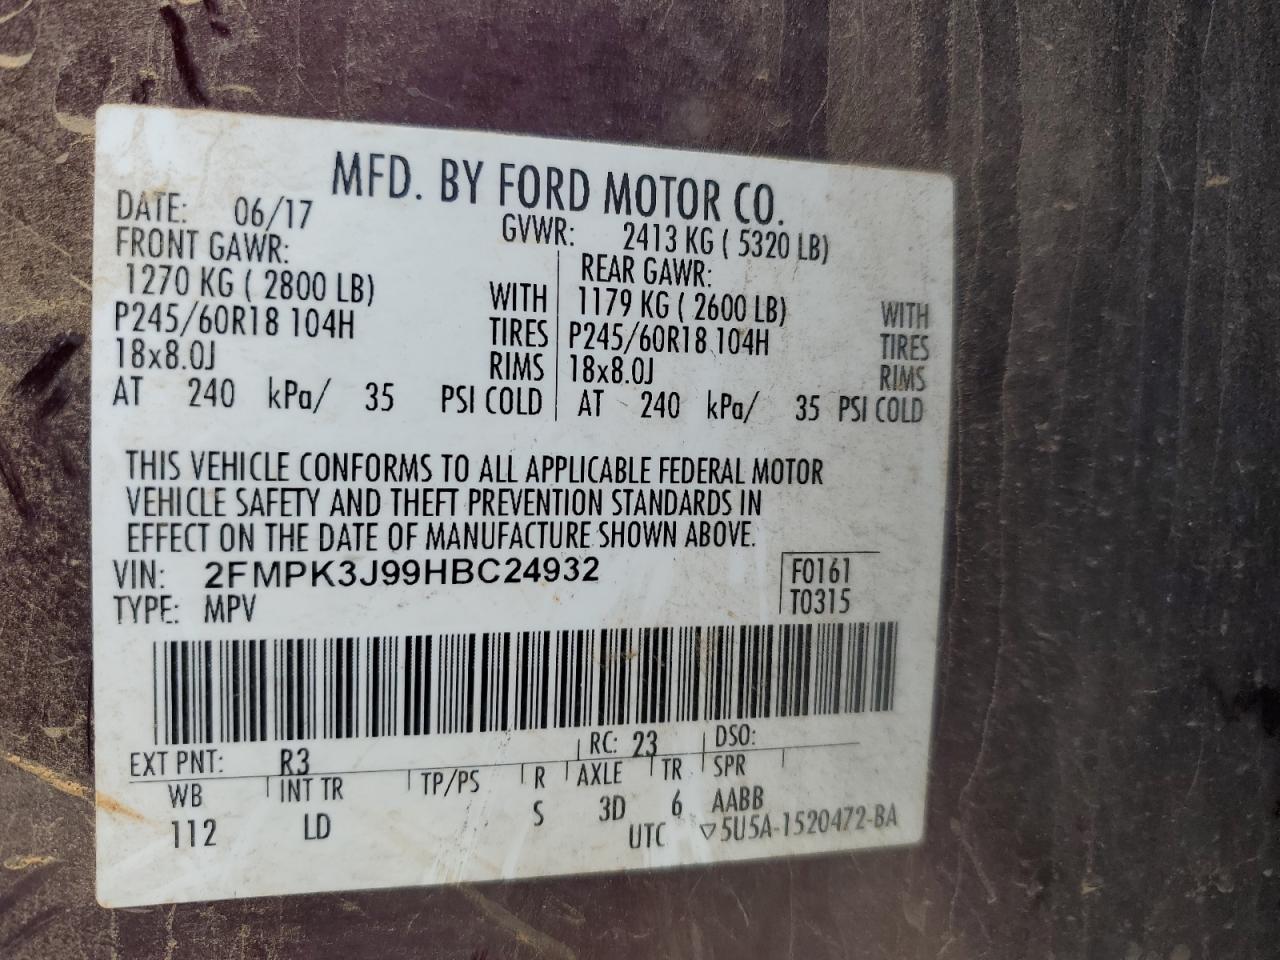 MFD. BY FORD MOTOR CO.
DATE: 06/17 GVWR: 2413 KG ( 5320 LB)
FRONT GAWR: REAR GAWR:
1270 KG ( 2800 LB) WITH 1179 KG ( 2600 LB) WITH
P245/60R18 104H TIRES P245/60R18 104H TIRES
18x8.0J RIMS 18x8.0J RIMS
AT 240 kPa/ 35 PSI COLD AT 240 kPa/ 35 PSI COLD
THIS VEHICLE CONFORMS TO ALL APPLICABLE FEDERAL MOTOR
VEHICLE SAFETY AND THEFT PREVENTION STANDARDS IN
EFFECT ON THE DATE OF MANUFACTURE SHOWN ABOVE.
VIN: 2FMPK3J99HBC24932 F0161
TYPE: MPV T0315
EXT PNT: R3 RC: 23 DSO:
WB INT TR TP/PS R AXLE TR SPR
112 LD S 3D 6 AABB
UTC ▽5U5A-1520472-BA